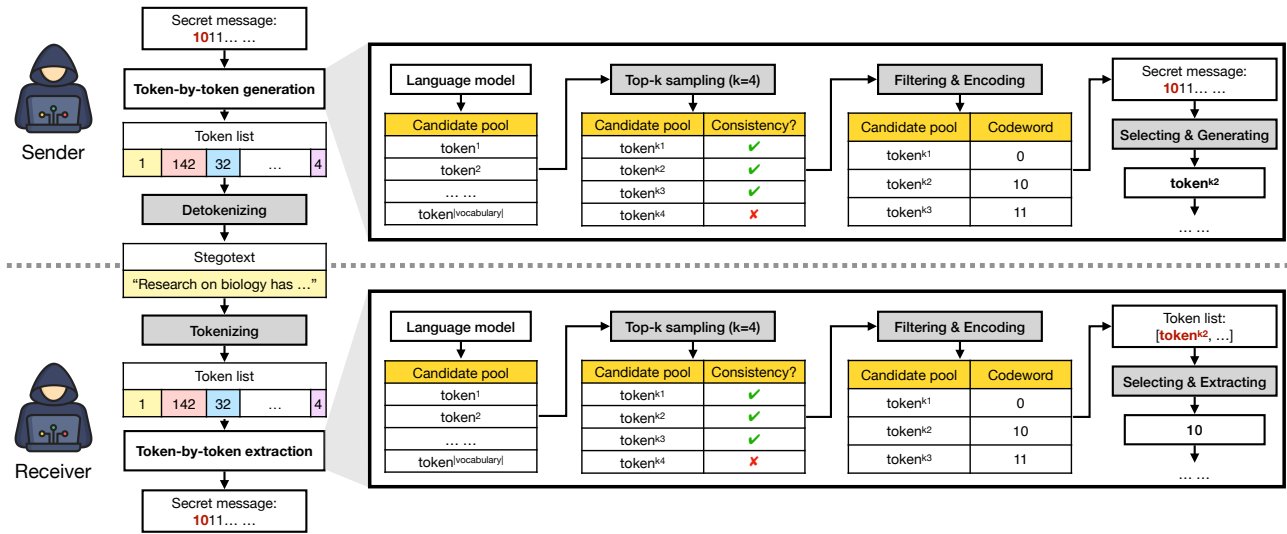 Secret message:
1011... ...
Token-by-token generation
Token list
1 142 32 ... 4
Sender
Detokenizing
Stegotext
“Research on biology has ...”
Language model
Candidate pool
token¹
token²
... ...
token|vocabulary|
Top-k sampling (k=4)
Candidate pool Consistency?
tokenk1 ✔
tokenk2 ✔
tokenk3 ✔
tokenk4 ✘
Filtering & Encoding
Candidate pool Codeword
tokenk1 0
tokenk2 10
tokenk3 11
Secret message:
1011... ...
Selecting & Generating
tokenk2
... ...
Tokenizing
Token list
1 142 32 ... 4
Receiver
Token-by-token extraction
Secret message:
1011... ...
Language model
Candidate pool
token¹
token²
... ...
token|vocabulary|
Top-k sampling (k=4)
Candidate pool Consistency?
tokenk1 ✔
tokenk2 ✔
tokenk3 ✔
tokenk4 ✘
Filtering & Encoding
Candidate pool Codeword
tokenk1 0
tokenk2 10
tokenk3 11
Token list:
[tokenk2, ...]
Selecting & Extracting
10
... ...